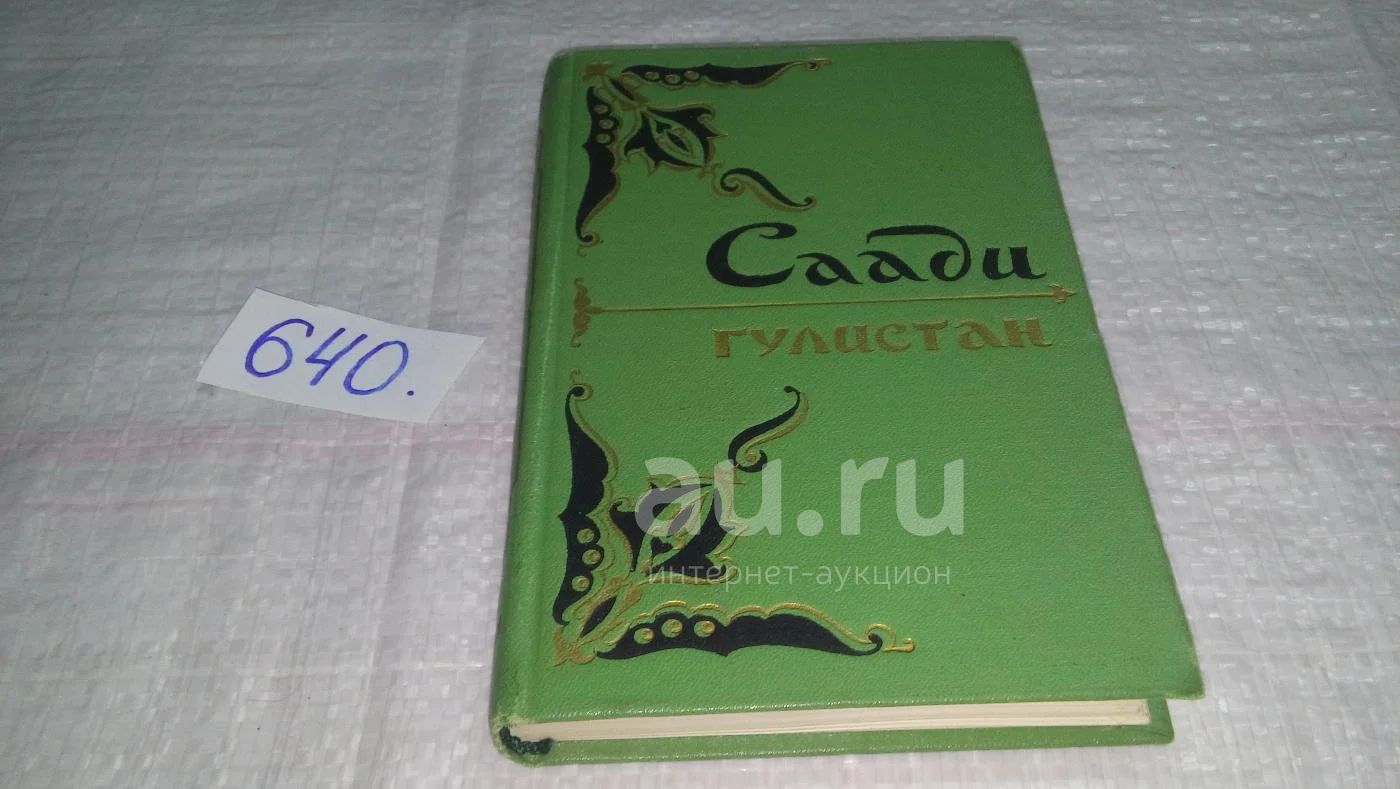 Саади
гулистан
640.
au.ru
интернет-аукцион